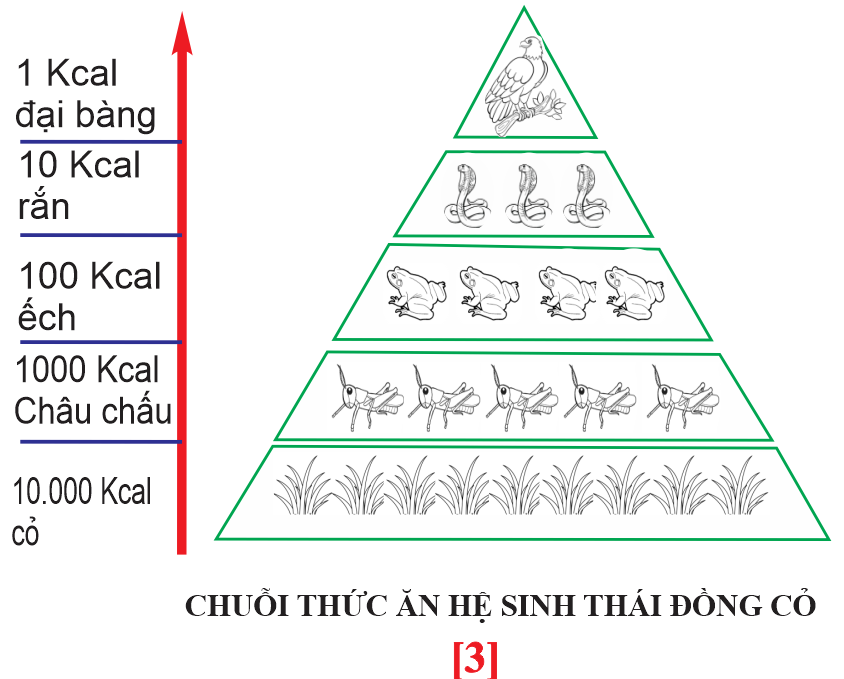 1 Kcal
đại bàng
10 Kcal
rắn
100 Kcal
ếch
1000 Kcal
Châu chấu
10.000 Kcal
cỏ
CHUỖI THỨC ĂN HỆ SINH THÁI ĐỒNG CỎ
[3]